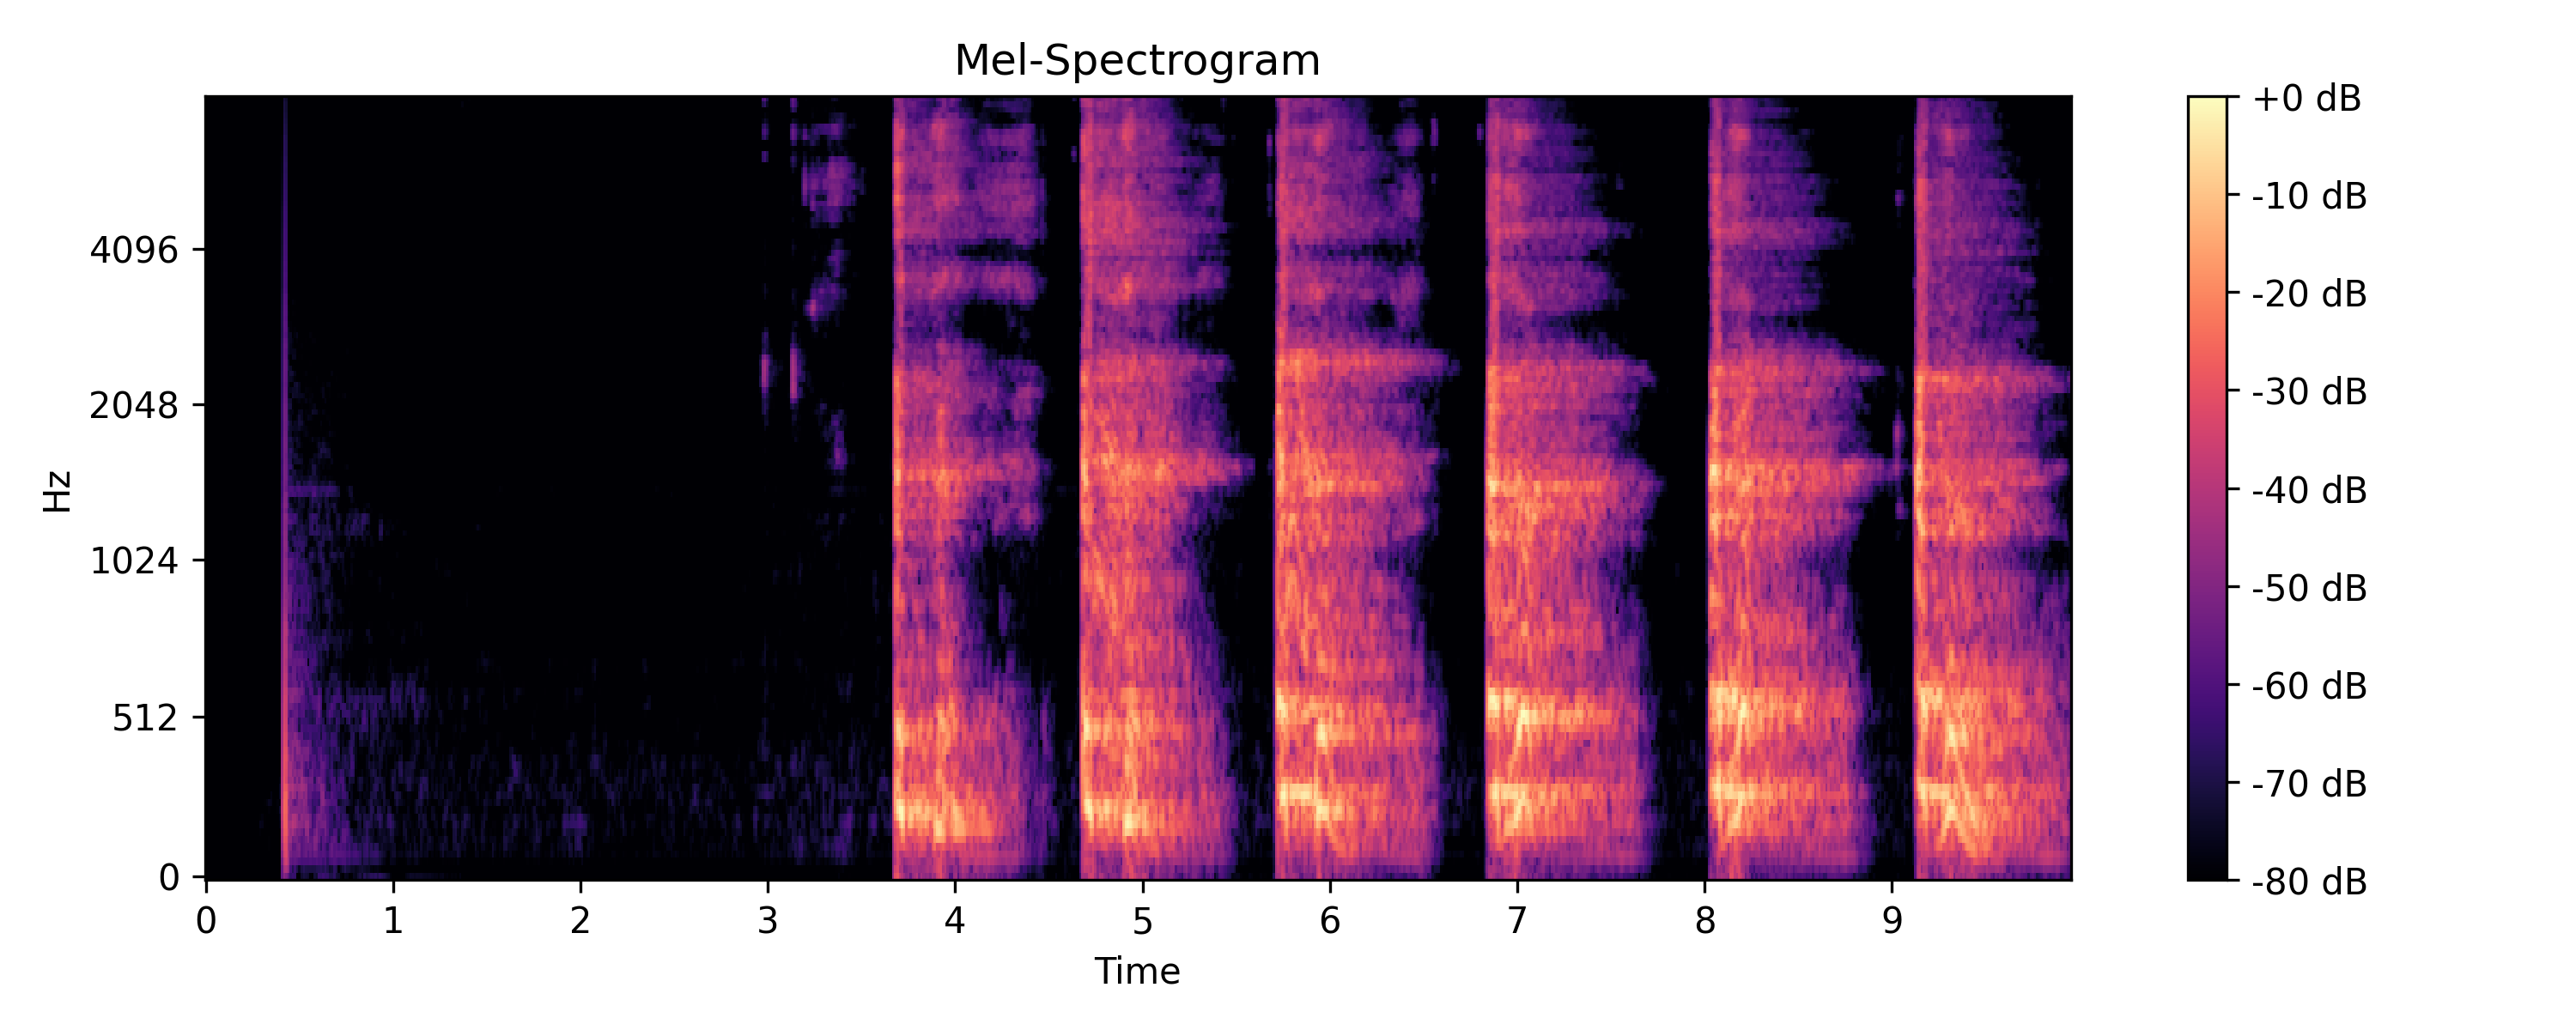 Mel-Spectrogram
+0 dB
-10 dB
-20 dB
-30 dB
-40 dB
-50 dB
-60 dB
-70 dB
-80 dB
Hz
4096
2048
1024
512
0
0 1 2 3 4 5 6 7 8 9
Time